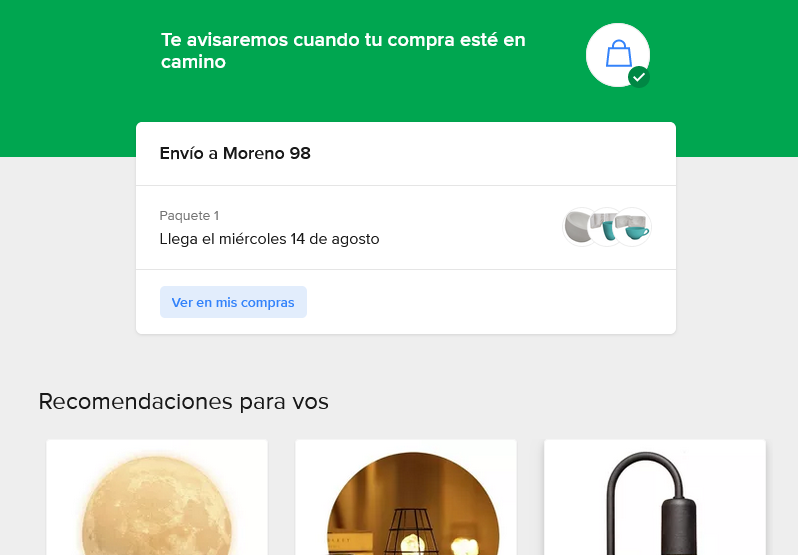 Te avisaremos cuando tu compra esté en
camino
Envío a Moreno 98
Paquete 1
Llega el miércoles 14 de agosto
Ver en mis compras
Recomendaciones para vos